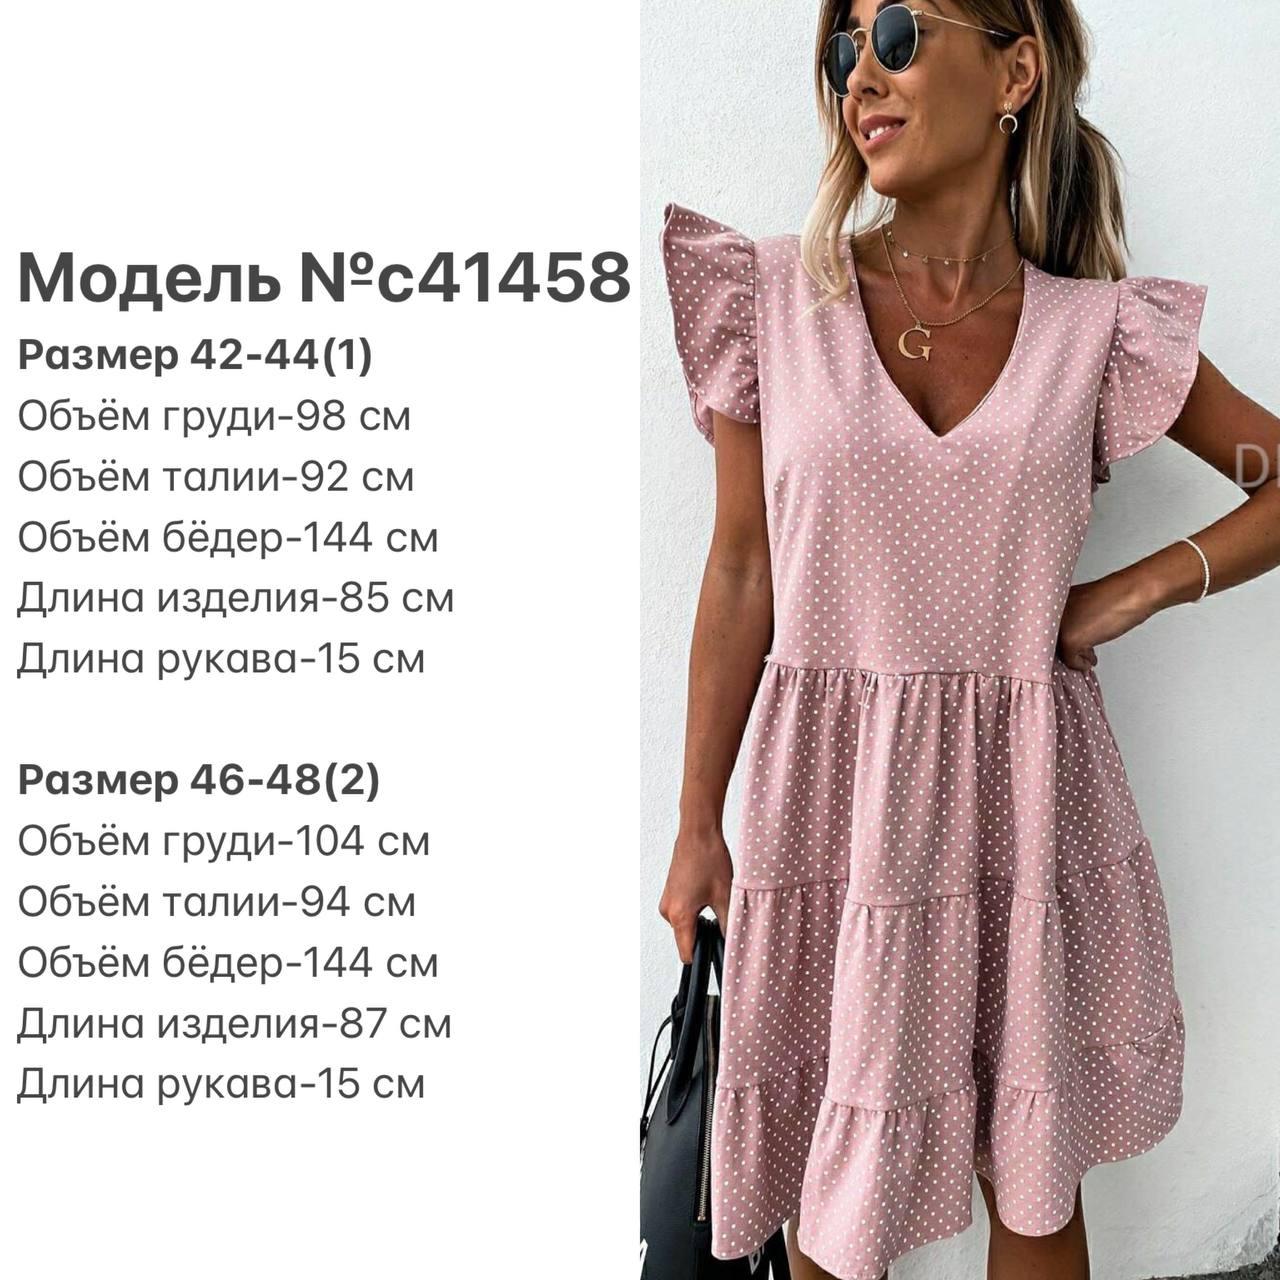 Модель №с41458
Размер 42-44(1)
Объём груди-98 см
Объём талии-92 см
Объём бёдер-144 см
Длина изделия-85 см
Длина рукава-15 см
Размер 46-48(2)
Объём груди-104 см
Объём талии-94 см
Объём бёдер-144 см
Длина изделия-87 см
Длина рукава-15 см
G